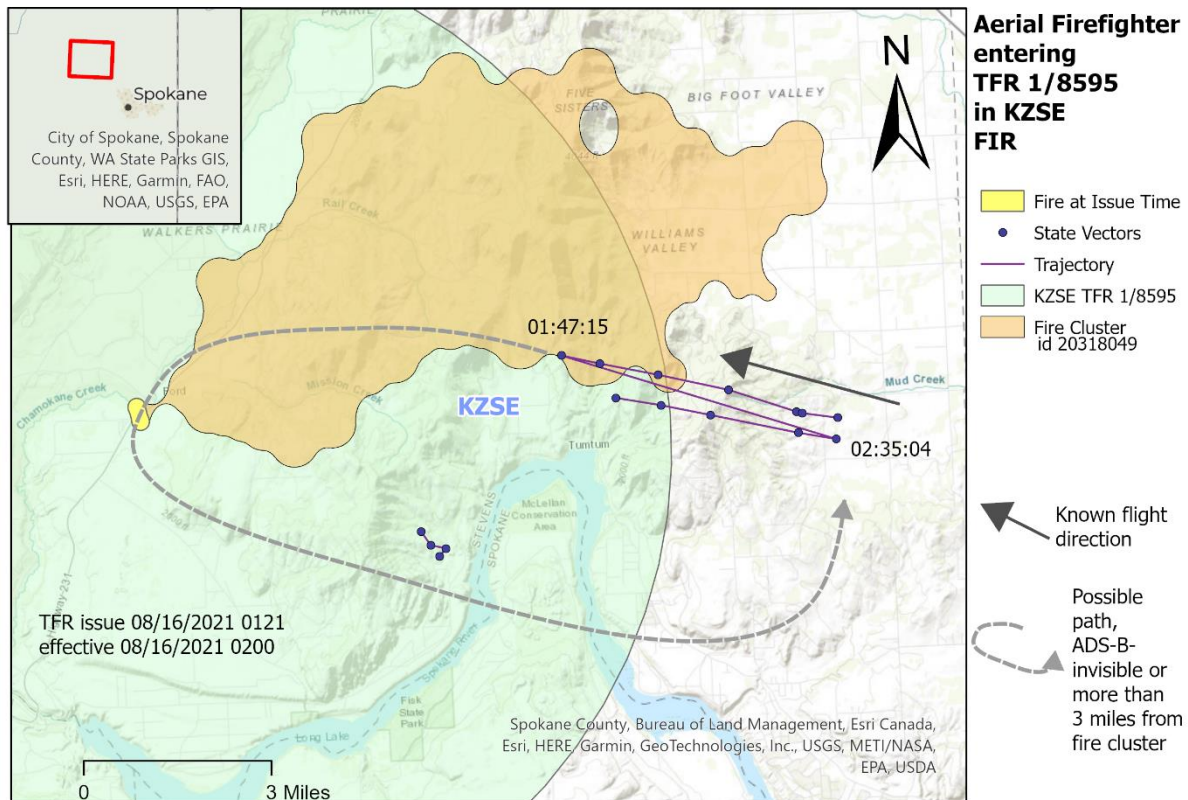 Spokane
City of Spokane, Spokane
County, WA State Parks GIS,
Esri, HERE, Garmin, FAO,
NOAA, USGS, EPA
PRAIRIE
FIVE
SISTERS
BIG FOOT VALLEY
N
Rail Creek
WALKERS PRAIRIE
WILLIAMS
VALLEY
01:47:15
Mud Creek
Ford
Mission Creek
Chamokane Creek
KZSE
Tumtum
02:35:04
STEVENS
SPOKANE
McLellan
Conservation
Area
TFR issue 08/16/2021 0121
effective 08/16/2021 0200
Highway 231
Spokane River
Fisk
State
Park
Long Lake
Spokane County, Bureau of Land Management, Esri Canada,
Esri, HERE, Garmin, GeoTechnologies, Inc., USGS, METI/NASA,
EPA, USDA
0 3 Miles
Aerial Firefighter
entering
TFR 1/8595
in KZSE
FIR
Fire at Issue Time
State Vectors
Trajectory
KZSE TFR 1/8595
Fire Cluster
id 20318049
Known flight
direction
Possible
path,
ADS-B-
invisible or
more than
3 miles from
fire cluster